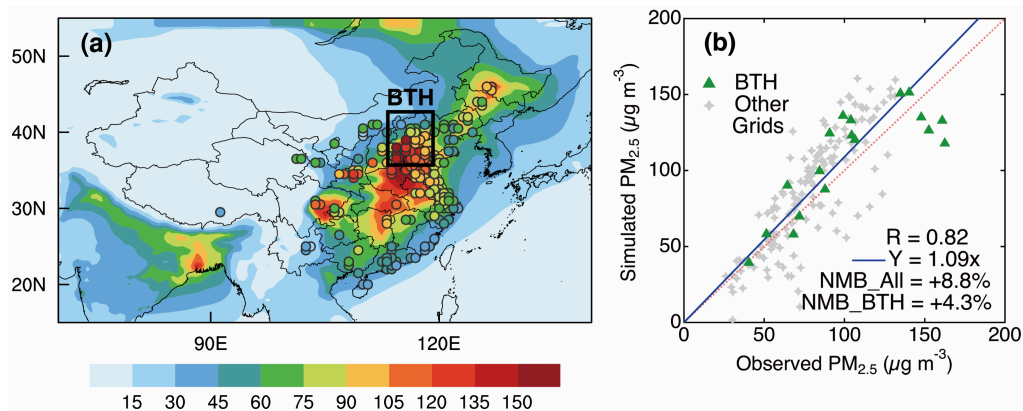 (a)
50N
40N
30N
20N
BTH
90E
120E
15 30 45 60 75 90 105 120 135 150
(b)
200
150
100
50
0
Simulated PM2.5 (µg m-3)
BTH
Other
Grids
R = 0.82
Y = 1.09x
NMB_All = +8.8%
NMB_BTH = +4.3%
0 50 100 150 200
Observed PM2.5 (µg m-3)